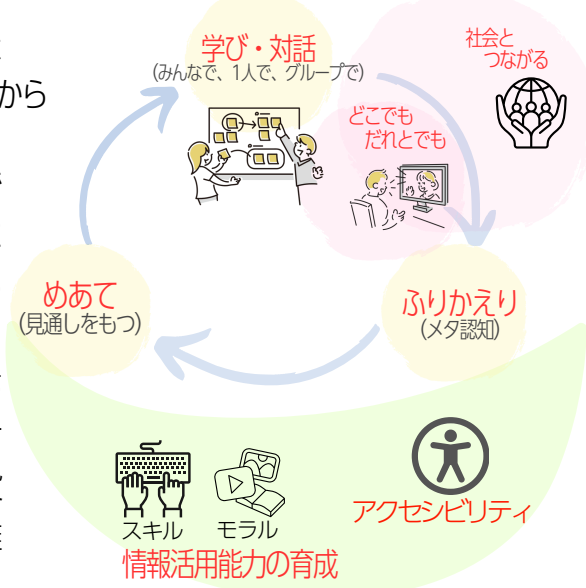 から
学び・対話
(みんなで、1人で、グループで)
社会と
つながる
どこでも
だれとでも
めあて
(見通しをもつ)
ふりかえり
(メタ認知)
スキル
モラル
情報活用能力の育成
アクセシビリティ